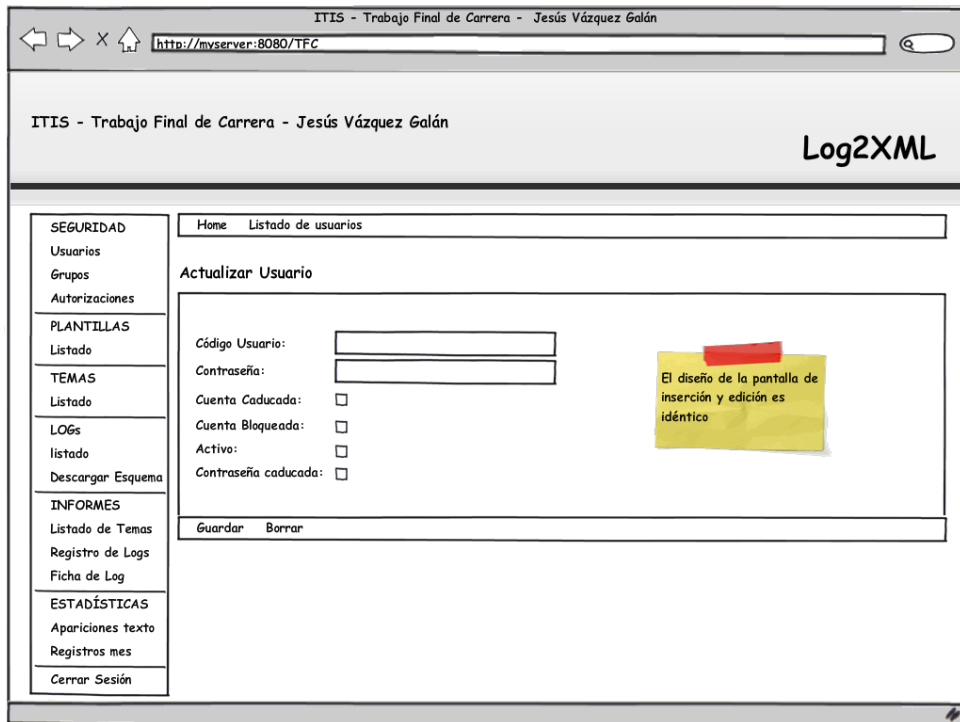 ITIS - Trabajo Final de Carrera - Jesús Vázquez Galán
http://myserver:8080/TFC
ITIS - Trabajo Final de Carrera - Jesús Vázquez Galán
Log2XML
SEGURIDAD
Usuarios
Grupos
Autorizaciones
PLANTILLAS
Listado
TEMAS
Listado
LOGs
listado
Descargar Esquema
INFORMES
Listado de Temas
Registro de Logs
Ficha de Log
ESTADÍSTICAS
Apariciones texto
Registros mes
Cerrar Sesión
Home Listado de usuarios
Actualizar Usuario
Código Usuario:
Contraseña:
Cuenta Caducada:
Cuenta Bloqueada:
Activo:
Contraseña caducada:
El diseño de la pantalla de
inserción y edición es
idéntico
Guardar Borrar